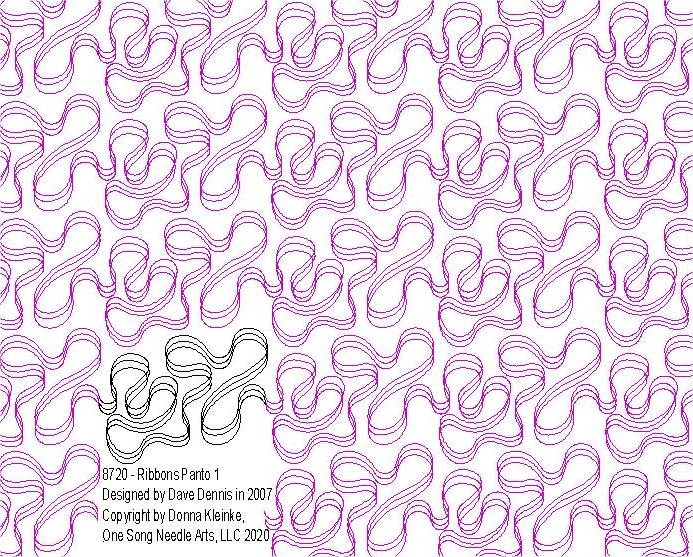 8720 - Ribbons Panto 1
Designed by Dave Dennis in 2007
Copyright by Donna Kleinke,
One Song Needle Arts, LLC 2020